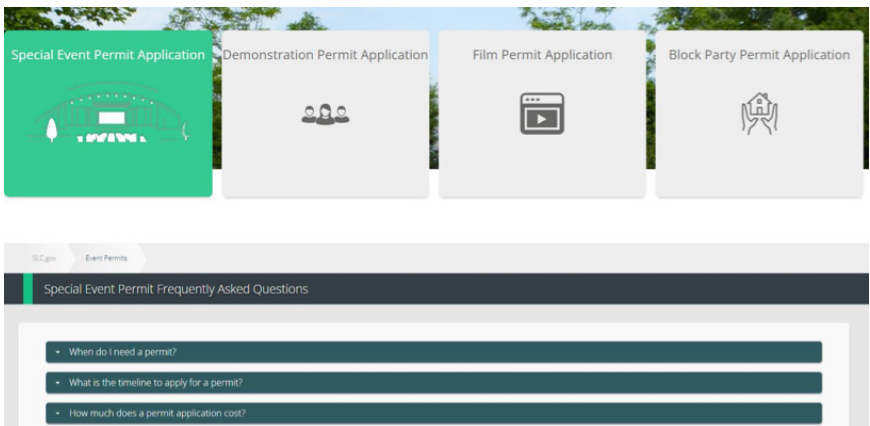 Special Event Permit Application
Demonstration Permit Application
Film Permit Application
Block Party Permit Application
SLC.gov
Event Permits
Special Event Permit Frequently Asked Questions
When do I need a permit?
What is the timeline to apply for a permit?
How much does a permit application cost?